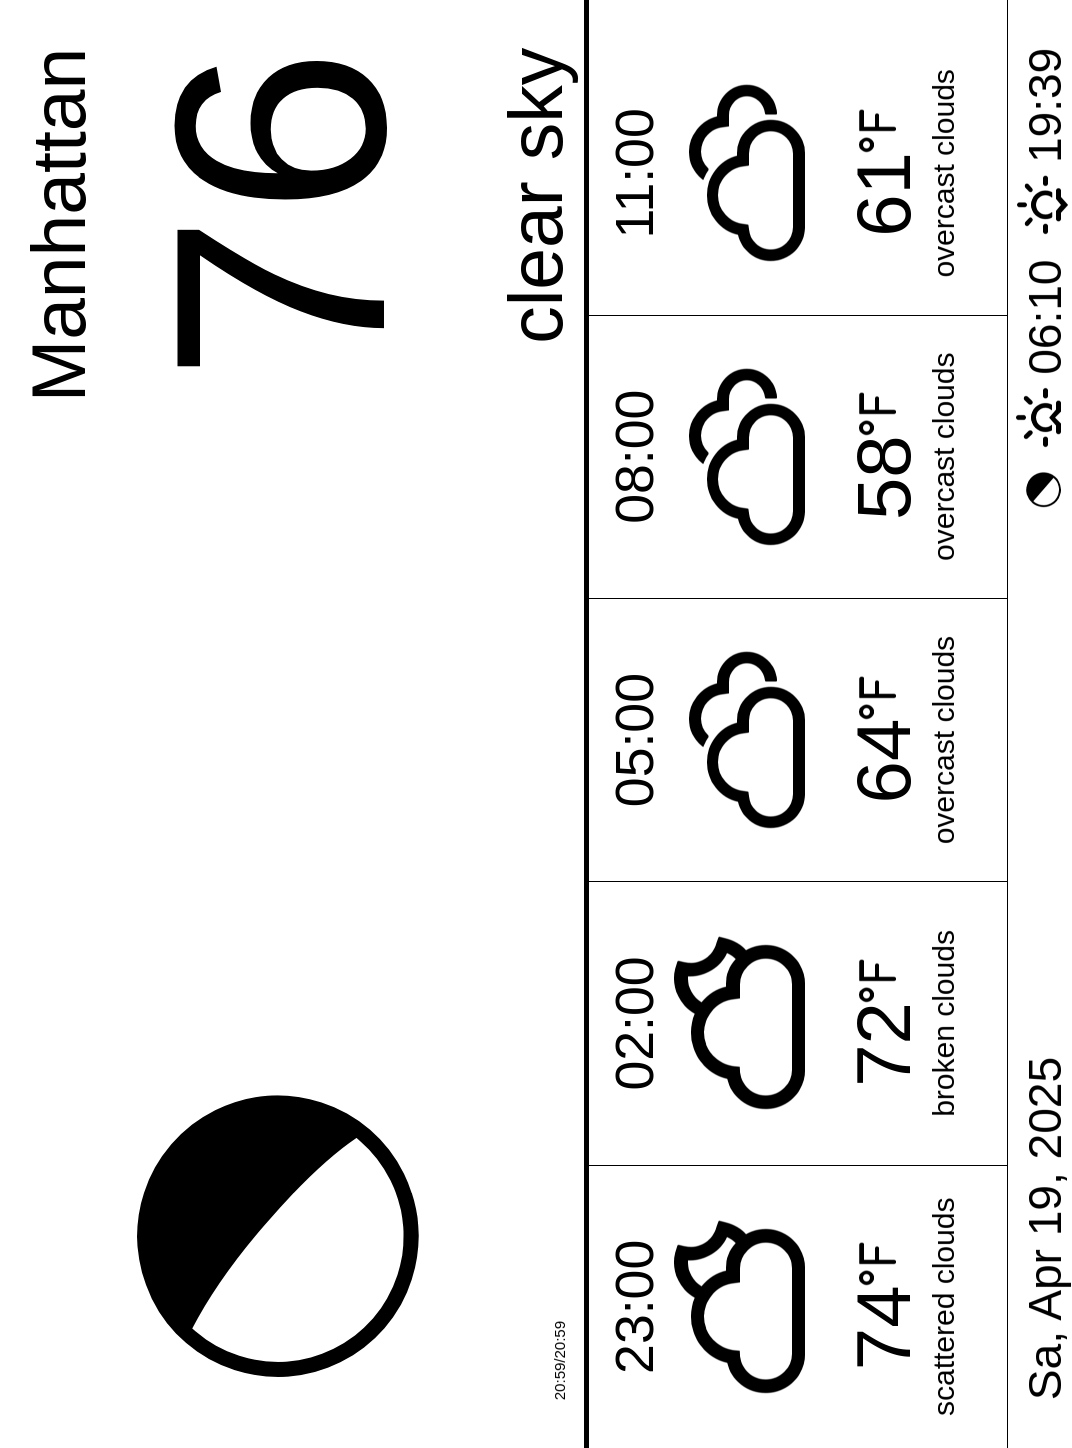 Manhattan
76
clear sky
20:59/20:59
23:00
74°F
scattered clouds
02:00
72°F
broken clouds
05:00
64°F
overcast clouds
08:00
58°F
overcast clouds
11:00
61°F
overcast clouds
Sa, Apr 19, 2025
06:10
19:39